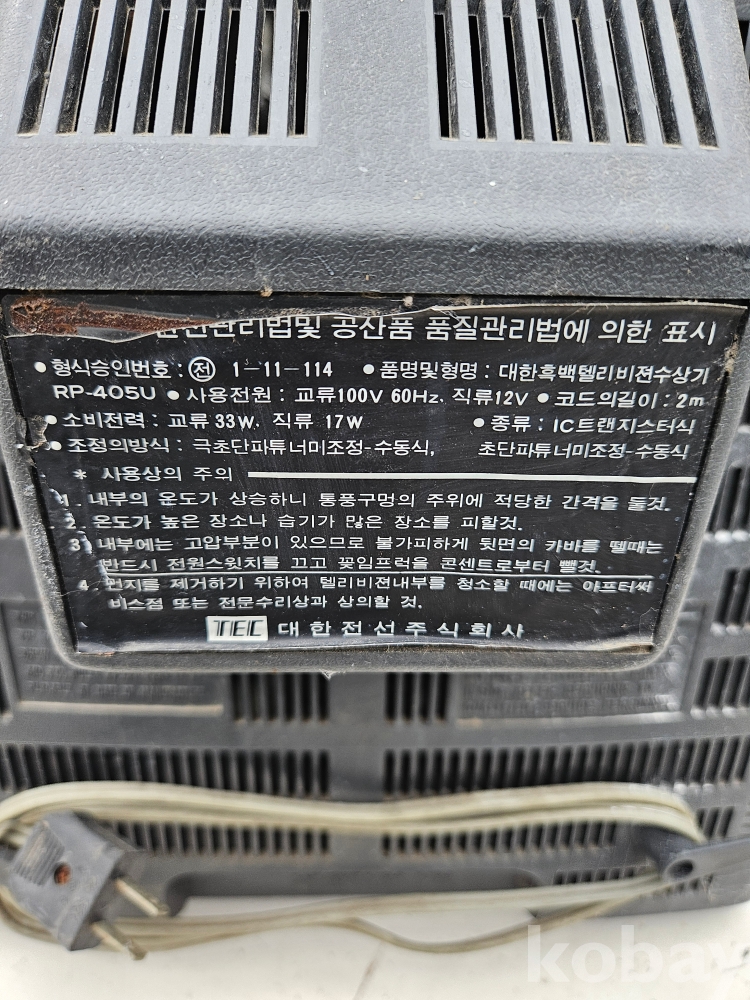 공산품 품질관리법에 의한 표시
• 형식승인번호 : 전 1-11-114 • 품명및형명 : 대한흑백텔리비젼수상기
RP-405U • 사용전원 : 교류100V 60Hz. 직류12V • 코드의길이 : 2m
• 소비전력 : 교류 33W. 직류 17W • 종류 : IC트랜지스터식
• 조정의방식 : 극초단파튜너미조정-수동식, 초단파튜너미조정-수동식
* 사용상의 주의
1. 내부의 온도가 상승하니 통풍구멍의 주위에 적당한 간격을 둘것.
2. 온도가 높은 장소나 습기가 많은 장소를 피할것.
3. 내부에는 고압부분이 있으므로 불가피하게 뒷면의 카바를 뗄때는
반드시 전원스윗치를 끄고 꽂임프럭을 콘센트로부터 뺄것.
4. 먼지를 제거하기 위하여 텔리비젼내부를 청소할 때에는 아프터써
비스점 또는 전문수리상과 상의할 것.
TEC 대한전선주식회사
kobay